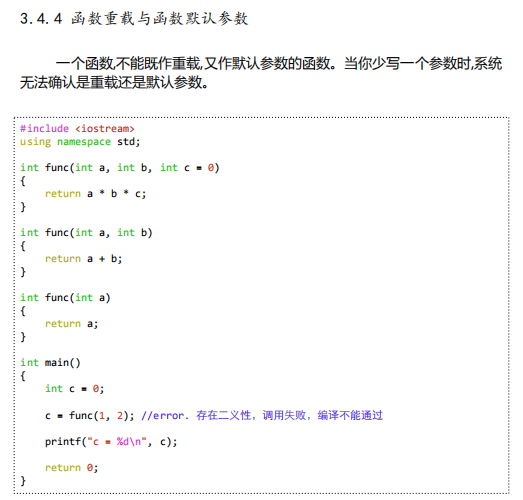 3.4.4 函数重载与函数默认参数
一个函数,不能既作重载,又作默认参数的函数。当你少写一个参数时,系统
无法确认是重载还是默认参数。
#include <iostream>
using namespace std;
int func(int a, int b, int c = 0)
{
    return a * b * c;
}
int func(int a, int b)
{
    return a + b;
}
int func(int a)
{
    return a;
}
int main()
{
    int c = 0;
    c = func(1, 2); //error. 存在二义性，调用失败，编译不能通过
    printf("c = %d\n", c);
    return 0;
}